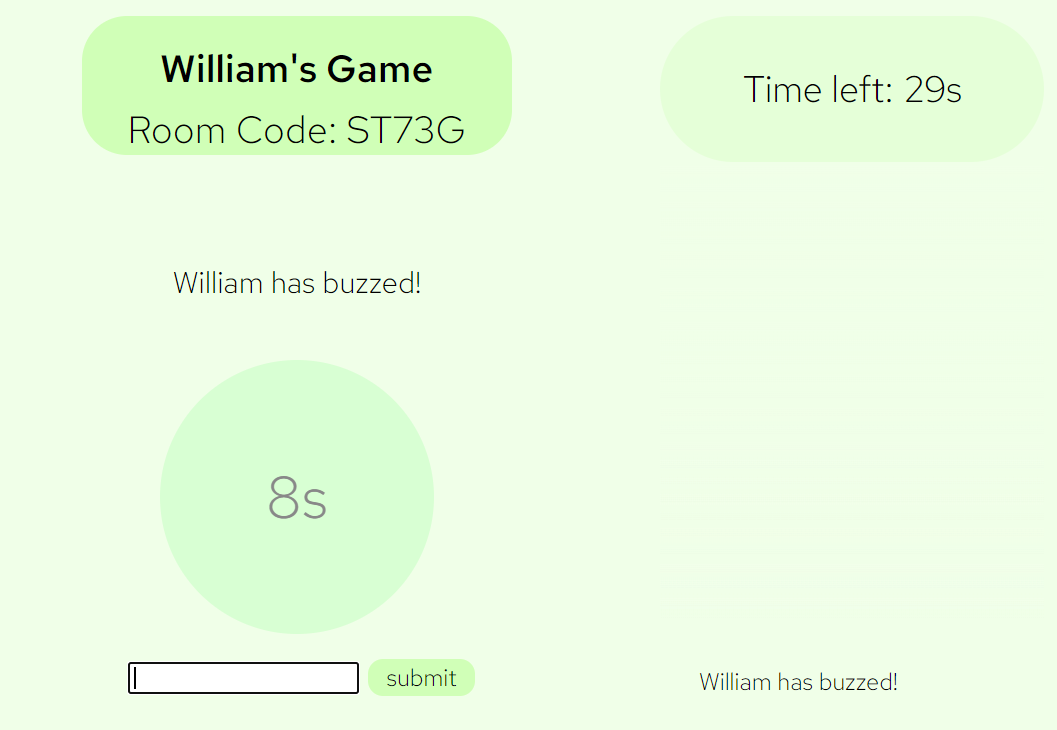 William's Game
Room Code: ST73G
Time left: 29s
William has buzzed!
8s
submit
William has buzzed!